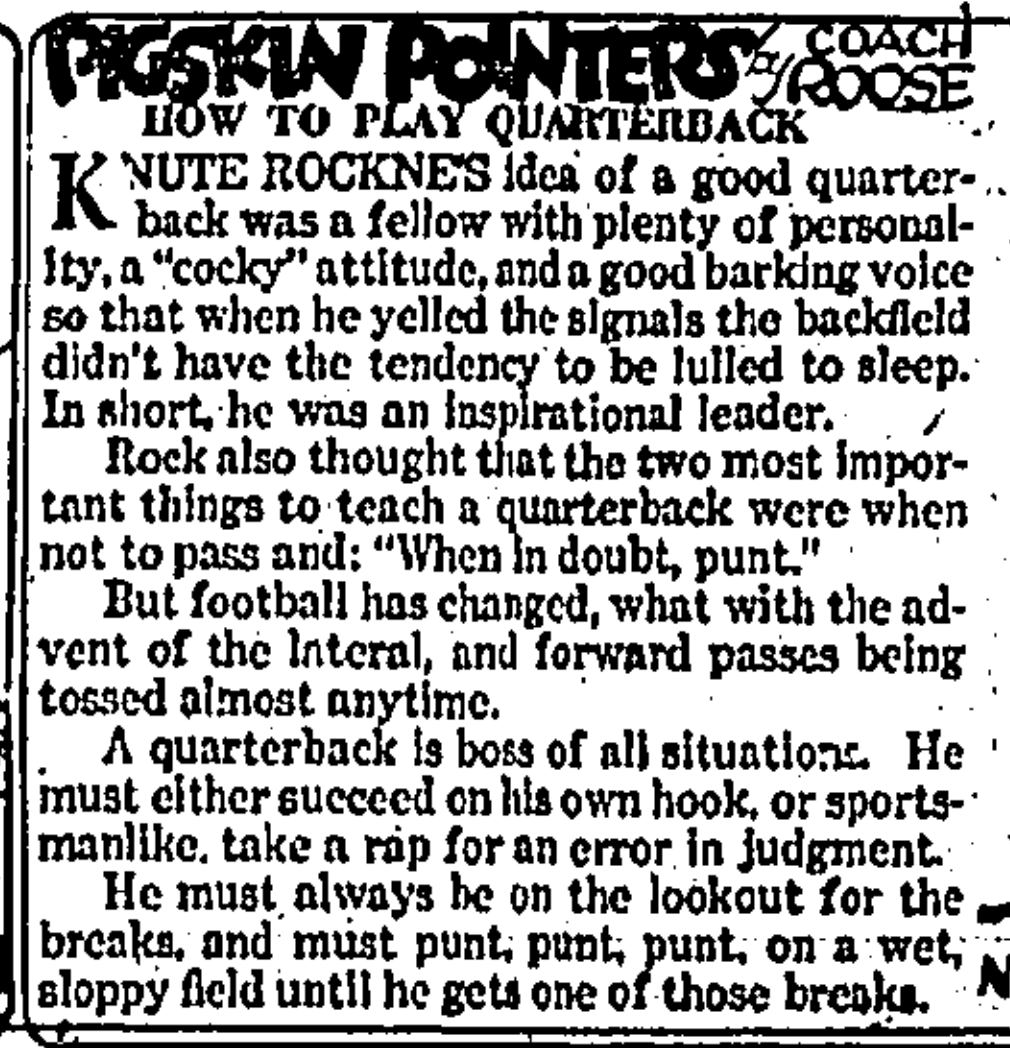 PIGSKIN POINTERS by COACH ROOSE
HOW TO PLAY QUARTERBACK
KNUTE ROCKNE'S idea of a good quarter-
back was a fellow with plenty of personal-
ity, a "cocky" attitude, and a good barking voice
so that when he yelled the signals the backfield
didn't have the tendency to be lulled to sleep.
In short, he was an inspirational leader.
Rock also thought that the two most impor-
tant things to teach a quarterback were when
not to pass and: "When in doubt, punt."
But football has changed, what with the ad-
vent of the lateral, and forward passes being
tossed almost anytime.
A quarterback is boss of all situations. He
must either succeed on his own hook, or sports-
manlike, take a rap for an error in judgment.
He must always be on the lookout for the
breaks, and must punt, punt, punt, on a wet,
sloppy field until he gets one of those breaks.